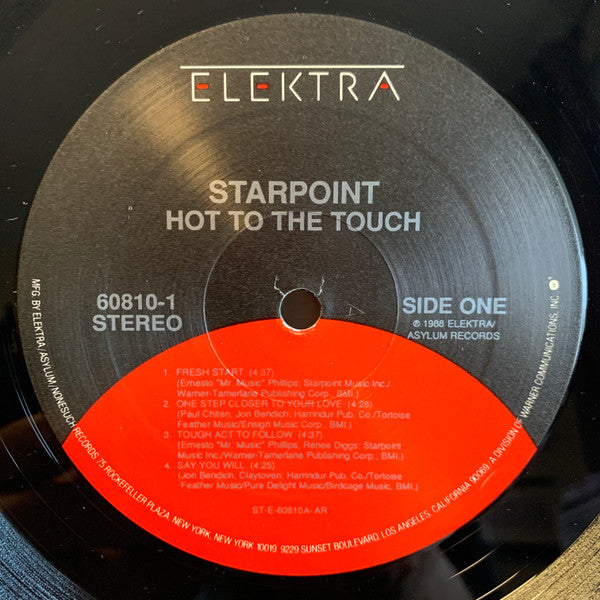 ELEKTRA
STARPOINT
HOT TO THE TOUCH
60810-1
STEREO
SIDE ONE
℗ 1988 ELEKTRA/
ASYLUM RECORDS
1. FRESH START (4:37)
(Ernesto "Mr. Music" Phillips; Starpoint Music Inc./
Warner-Tamerlane Publishing Corp., BMI.)
2. ONE STEP CLOSER TO YOUR LOVE (4:28)
(Paul Chiten, Jon Bendich; Harrindur Pub. Co./Tortoise
Feather Music/Ensign Music Corp., BMI.)
3. TOUGH ACT TO FOLLOW (4:37)
(Ernesto "Mr. Music" Phillips, Renee Diggs; Starpoint
Music Inc./Warner-Tamerlane Publishing Corp., BMI.)
4. SAY YOU WILL (4:25)
(Jon Bendich, Claytoven; Harrindur Pub. Co./Tortoise
Feather Music/Pure Delight Music/Birdcage Music, BMI.)
ST-E-60810A-AR
MFG. BY ELEKTRA/ASYLUM/NONESUCH RECORDS, 75 ROCKEFELLER PLAZA, NEW YORK, NEW YORK 10019. 9229 SUNSET BOULEVARD, LOS ANGELES, CALIFORNIA 90069. A DIVISION OF WARNER COMMUNICATIONS, INC.